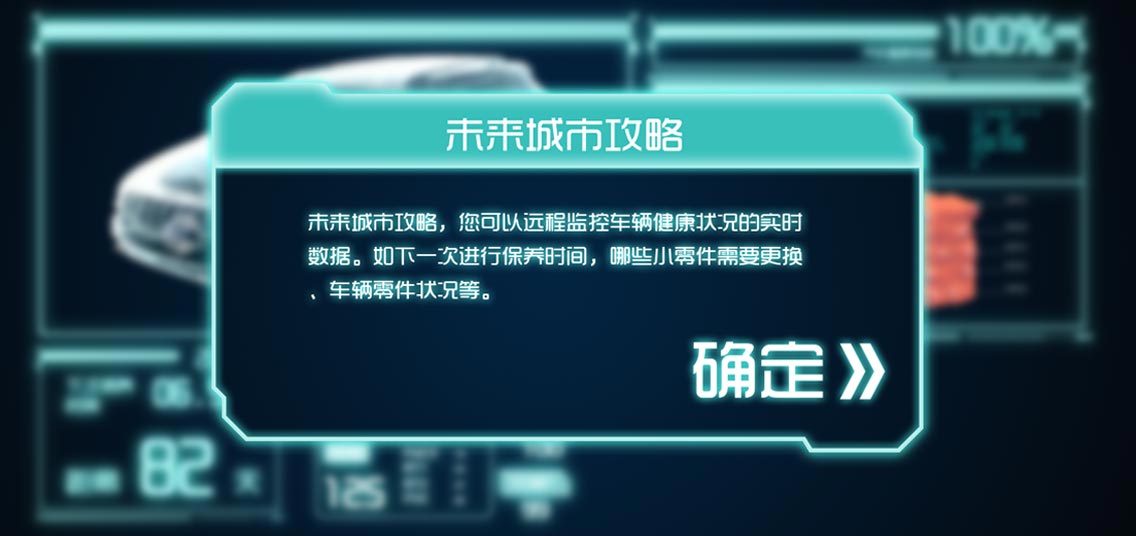 100%
未来城市攻略
未来城市攻略，您可以远程监控车辆健康状况的实时
数据。如下一次进行保养时间，哪些小零件需要更换
、车辆零件状况等。
确定
82 天
125